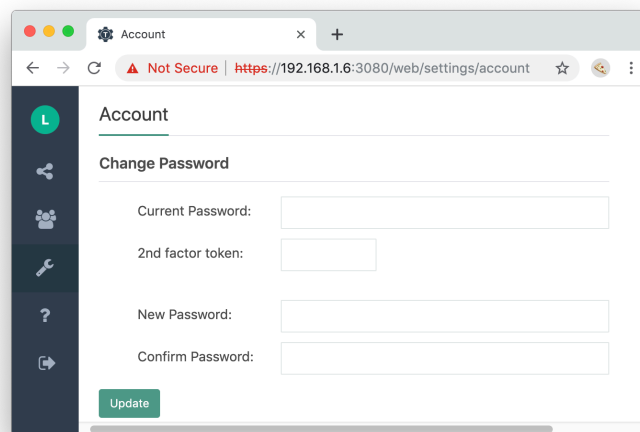 Account
Not Secure | https://192.168.1.6:3080/web/settings/account
L
Account
Change Password
Current Password:
2nd factor token:
New Password:
Confirm Password:
Update